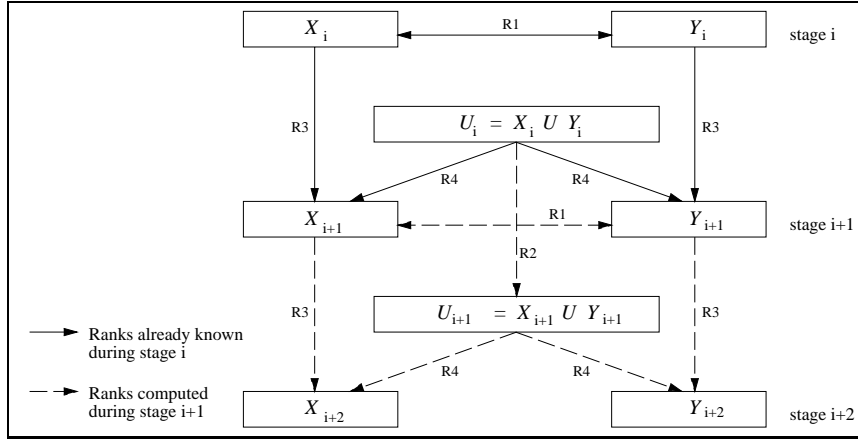 X i R1 Y i stage i
R3 R3
U i = X i U Y i
R4 R4
X i+1 R1 Y i+1 stage i+1
R2
R3 R3
U i+1 = X i+1 U Y i+1
Ranks already known
during stage i
R4 R4
Ranks computed
during stage i+1
X i+2 Y i+2 stage i+2